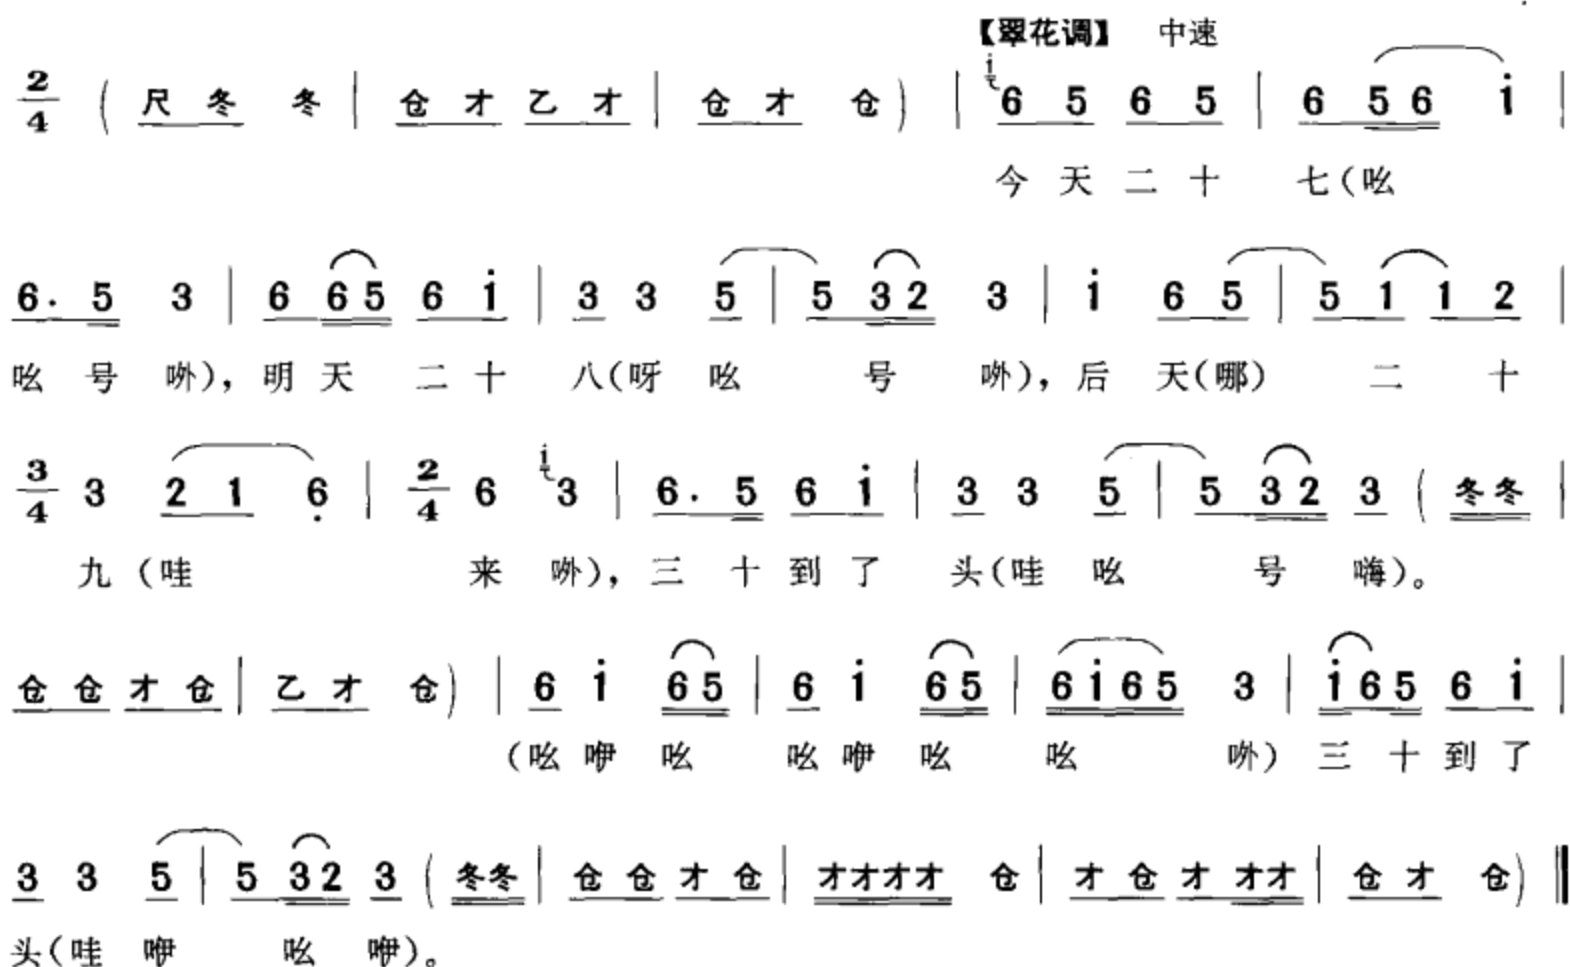 【翠花调】 中速
2/4 ( 尺 冬 冬 | 仓 才 乙 才 | 仓 才 仓 ) | i 6 5 6 5 | 6 5 6 i |
今 天 二 十 七(吆
6. 5 3 | 6 6 5 6 i | 3 3 5 | 5 3 2 3 | i 6 5 | 5 1 1 2 |
吆 号 哟), 明 天 二 十 八(呀 吆 号 哟), 后 天(哪) 二 十
3/4 3 2 1 6 | 2/4 6 i 3 | 6. 5 6 i | 3 3 5 | 5 3 2 3 ( 冬 冬 |
九 (哇 来 哟), 三 十 到 了 头(哇 吆 号 嗨)。
仓 仓 才 仓 | 乙 才 仓 ) | 6 i 6 5 | 6 i 6 5 | 6 i 6 5 3 | i 6 5 6 i |
(吆 咿 吆 吆 咿 吆 吆 哟) 三 十 到 了
3 3 5 | 5 3 2 3 ( 冬 冬 | 仓 仓 才 仓 | 才 才 才 才 仓 | 才 仓 才 才 才 | 仓 才 仓 )
头(哇 咿 吆 咿)。